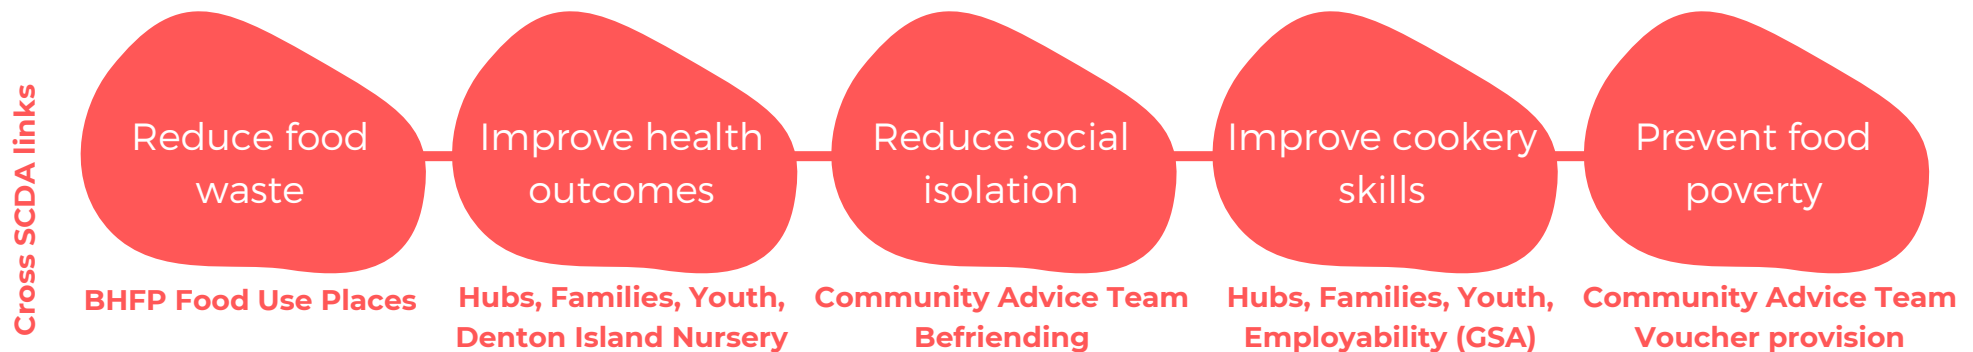 Cross SCDA links
Reduce food
waste
BHFP Food Use Places
Improve health
outcomes
Hubs, Families, Youth,
Denton Island Nursery
Reduce social
isolation
Community Advice Team
Befriending
Improve cookery
skills
Hubs, Families, Youth,
Employability (GSA)
Prevent food
poverty
Community Advice Team
Voucher provision